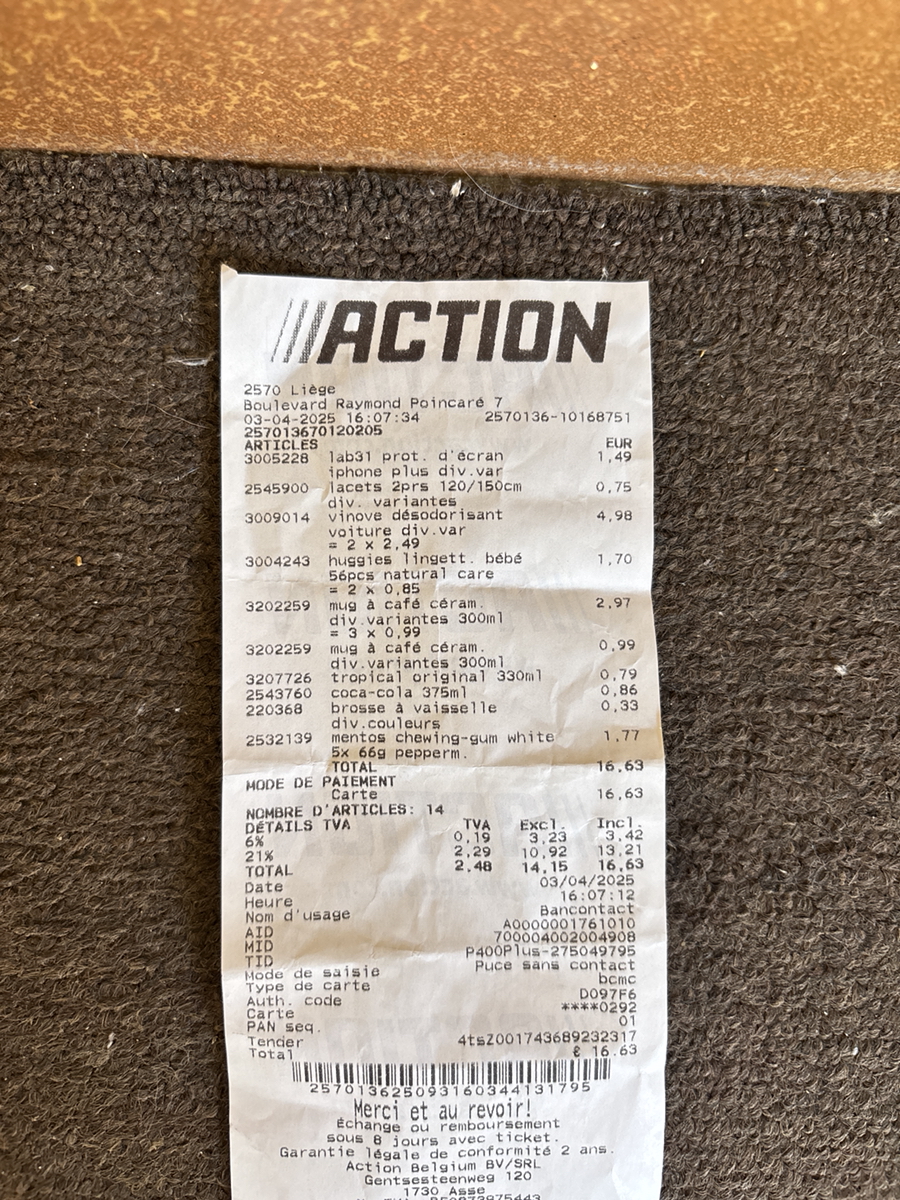 ACTION
2570 Liège
Boulevard Raymond Poincaré 7
03-04-2025 16:07:34 2570136-10168751
257013670120205
ARTICLES EUR
3005228 lab31 prot. d'écran 1,49
iphone plus div.var
2545900 lacets 2prs 120/150cm 0,75
div. variantes
3009014 vinove désodorisant 4,98
voiture div.var
= 2 x 2,49
3004243 huggies lingett. bébé 1,70
56pcs natural care
= 2 x 0,85
3202259 mug à café céram. 2,97
div.variantes 300ml
= 3 x 0,99
3202259 mug à café céram. 0,99
div.variantes 300ml
3207726 tropical original 330ml 0,79
2543760 coca-cola 375ml 0,86
220368 brosse à vaisselle 0,33
div.couleurs
2532139 mentos chewing-gum white 1,77
5x 66g pepperm.
TOTAL 16,63
MODE DE PAIEMENT
Carte 16,63
NOMBRE D'ARTICLES: 14
DÉTAILS TVA TVA Excl. Incl.
6% 0,19 3,23 3,42
21% 2,29 10,92 13,21
TOTAL 2,48 14,15 16,63
Date 03/04/2025
Heure 16:07:12
Nom d'usage Bancontact
AID A0000001761010
MID 700004002004908
TID P400Plus-275049795
Mode de saisie Puce sans contact
Type de carte bcmc
Auth. code D097F6
Carte ****0292
PAN seq. 01
Tender 4tsZ001743689232317
Total € 16.63
257013625093160344131795
Merci et au revoir!
Échange ou remboursement
sous 8 jours avec ticket.
Garantie légale de conformité 2 ans.
Action Belgium BV/SRL
Gentsesteenweg 120
1730 Asse